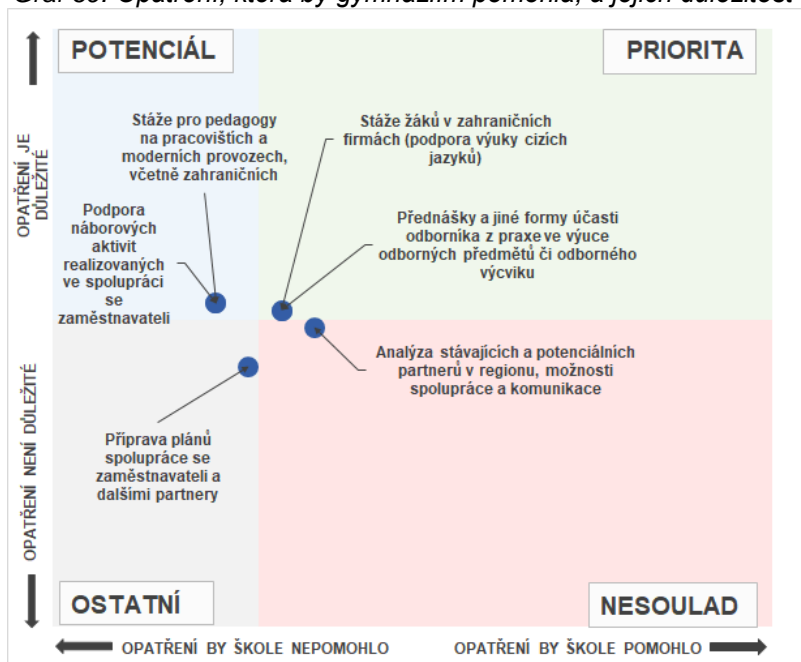 Graf 39: Opatření, která by gymnáziím pomohla, a jejich důležitost
POTENCIÁL
PRIORITA
OPATŘENÍ JE
DŮLEŽITÉ
Stáže pro pedagogy
na pracovištích a
moderních provozech,
včetně zahraničních
Stáže žáků v zahraničních
firmách (podpora výuky cizích
jazyků)
Podpora
náborových
aktivit
realizovaných
ve spolupráci
se
zaměstnavateli
Přednášky a jiné formy účasti
odborníka z praxe ve výuce
odborných předmětů či odborného
výcviku
Analýza stávajících a potenciálních
partnerů v regionu, možnosti
spolupráce a komunikace
OPATŘENÍ NENÍ DŮLEŽITÉ
Příprava plánů
spolupráce se
zaměstnavateli a
dalšími partnery
OSTATNÍ
NESOULAD
OPATŘENÍ BY ŠKOLE NEPOMOHLO
OPATŘENÍ BY ŠKOLE POMOHLO